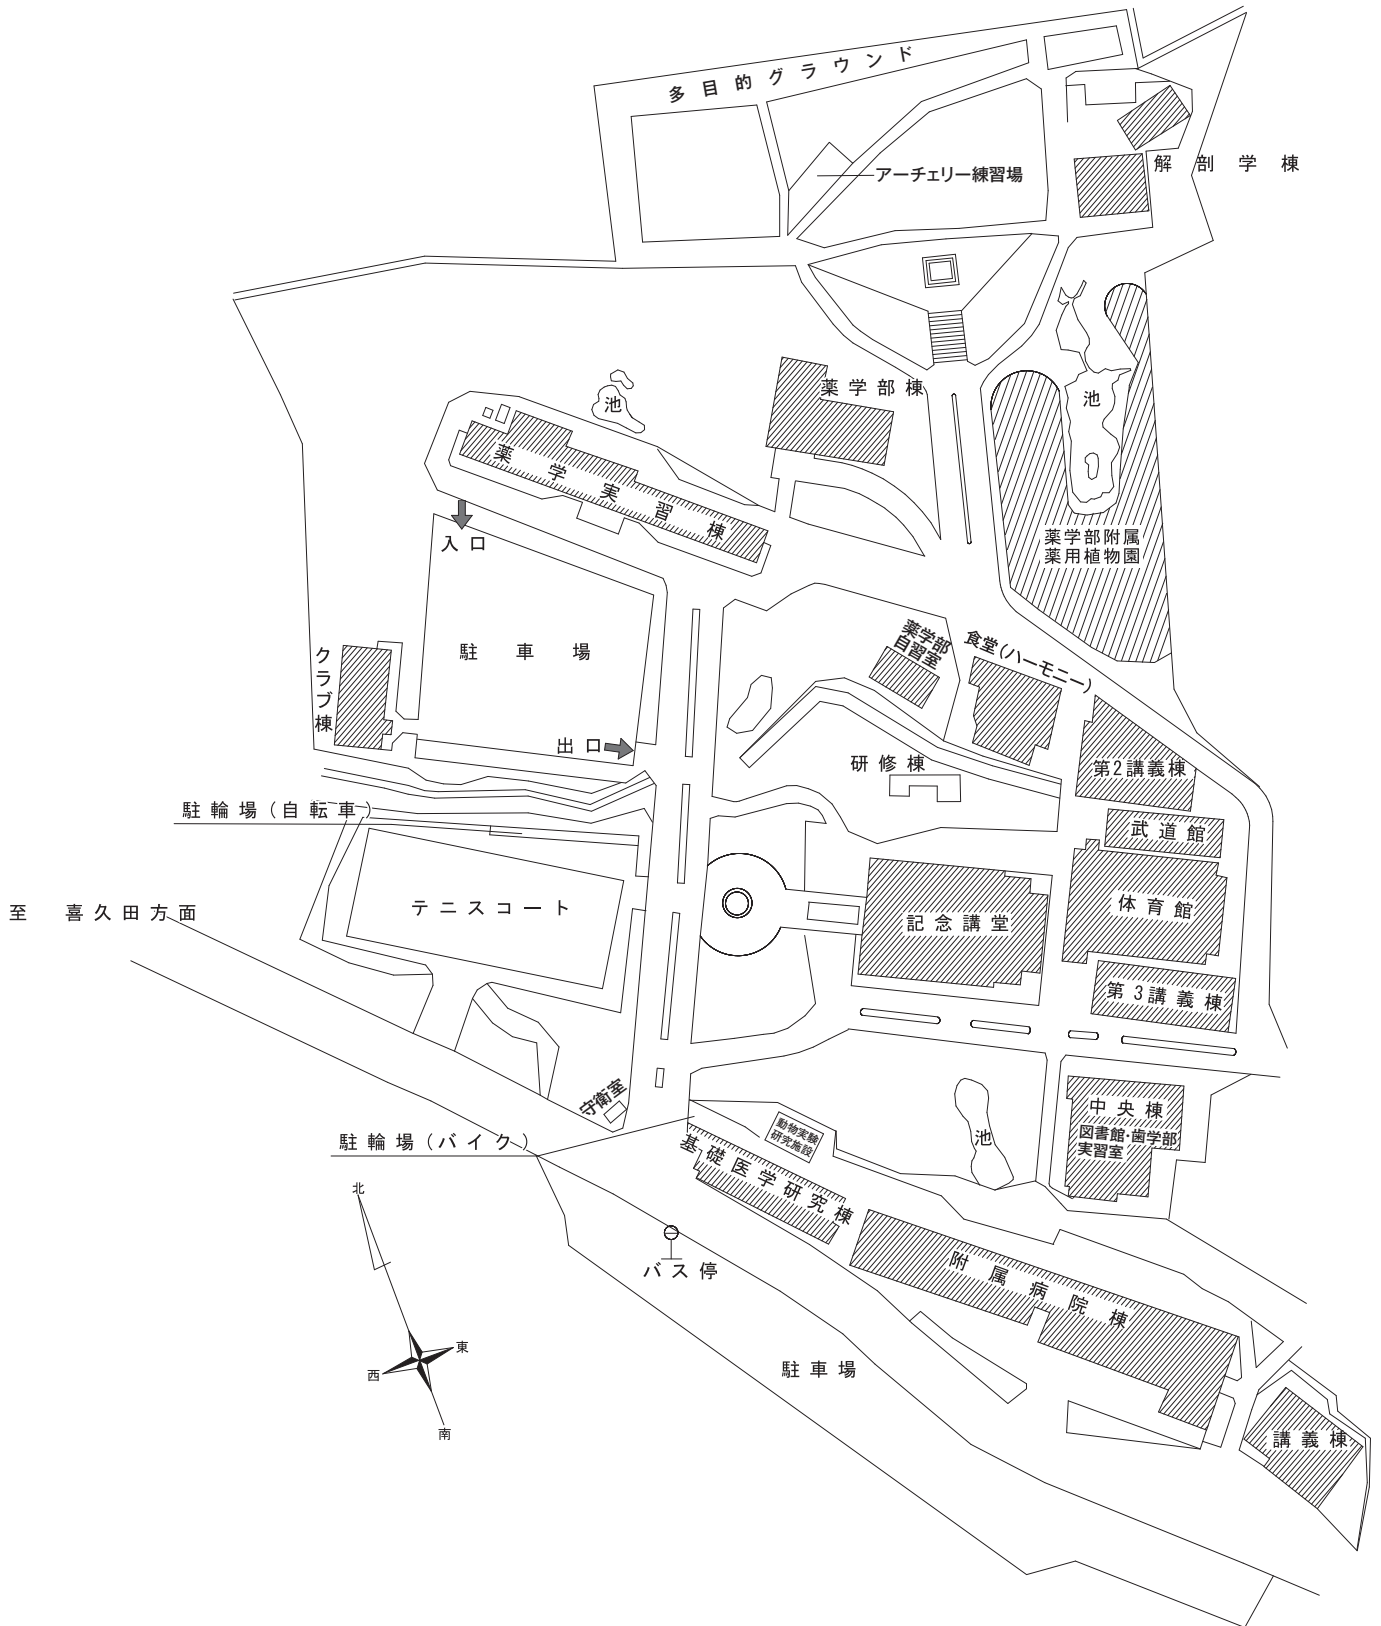 多目的グラウンド
アーチェリー練習場
解剖学棟
薬学部棟
池
池
薬学実習棟
入口
薬学部附属
薬用植物園
駐車場
クラブ棟
薬学部
自習室
食堂(ハーモニー)
出口
研修棟
第2講義棟
駐輪場(自転車)
武道館
テニスコート
体育館
至 喜久田方面
記念講堂
第3講義棟
守衛室
中央棟
図書館・歯学部
実習室
動物実験
研究施設
池
駐輪場(バイク)
基礎医学研究棟
北
東
西
南
バス停
附属病院棟
駐車場
講義棟